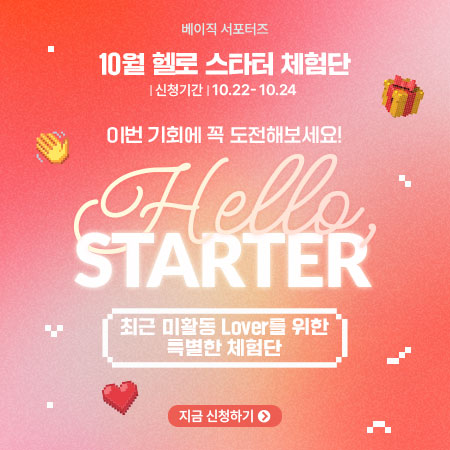 베이직 서포터즈
10월 헬로 스타터 체험단
| 신청기간 | 10.22- 10.24
이번 기회에 꼭 도전해보세요!
Hello
STARTER
최근 미활동 Lover를 위한
특별한 체험단
지금 신청하기